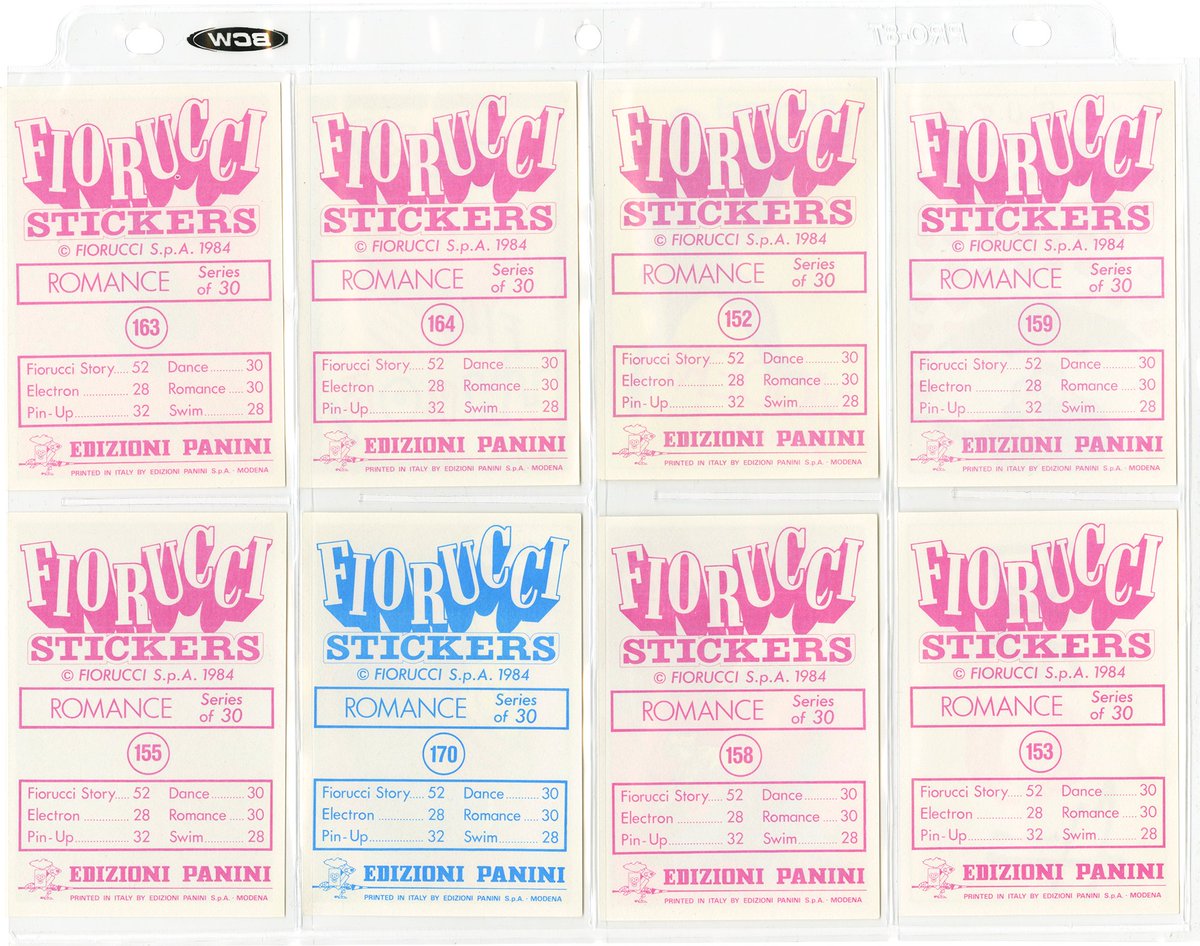 BCW
PRO-8T
FIORUCCI
STICKERS
© FIORUCCI S.p.A. 1984
ROMANCE Series of 30
163
Fiorucci Story..... 52 Dance.......... 30
Electron ............. 28 Romance .... 30
Pin-Up............... 32 Swim........... 28
EDIZIONI PANINI
PRINTED IN ITALY BY EDIZIONI PANINI S.p.A. - MODENA
FIORUCCI
STICKERS
© FIORUCCI S.p.A. 1984
ROMANCE Series of 30
164
Fiorucci Story..... 52 Dance.......... 30
Electron ............. 28 Romance .... 30
Pin-Up............... 32 Swim........... 28
EDIZIONI PANINI
PRINTED IN ITALY BY EDIZIONI PANINI S.p.A. - MODENA
FIORUCCI
STICKERS
© FIORUCCI S.p.A. 1984
ROMANCE Series of 30
152
Fiorucci Story..... 52 Dance.......... 30
Electron ............. 28 Romance .... 30
Pin-Up............... 32 Swim........... 28
EDIZIONI PANINI
PRINTED IN ITALY BY EDIZIONI PANINI S.p.A. - MODENA
FIORUCCI
STICKERS
© FIORUCCI S.p.A. 1984
ROMANCE Series of 30
159
Fiorucci Story..... 52 Dance.......... 30
Electron ............. 28 Romance .... 30
Pin-Up............... 32 Swim........... 28
EDIZIONI PANINI
PRINTED IN ITALY BY EDIZIONI PANINI S.p.A. - MODENA
FIORUCCI
STICKERS
© FIORUCCI S.p.A. 1984
ROMANCE Series of 30
155
Fiorucci Story..... 52 Dance.......... 30
Electron ............. 28 Romance .... 30
Pin-Up............... 32 Swim........... 28
EDIZIONI PANINI
PRINTED IN ITALY BY EDIZIONI PANINI S.p.A. - MODENA
FIORUCCI
STICKERS
© FIORUCCI S.p.A. 1984
ROMANCE Series of 30
170
Fiorucci Story..... 52 Dance.......... 30
Electron ............. 28 Romance .... 30
Pin-Up............... 32 Swim........... 28
EDIZIONI PANINI
PRINTED IN ITALY BY EDIZIONI PANINI S.p.A. - MODENA
FIORUCCI
STICKERS
© FIORUCCI S.p.A. 1984
ROMANCE Series of 30
158
Fiorucci Story..... 52 Dance.......... 30
Electron ............. 28 Romance .... 30
Pin-Up............... 32 Swim........... 28
EDIZIONI PANINI
PRINTED IN ITALY BY EDIZIONI PANINI S.p.A. - MODENA
FIORUCCI
STICKERS
© FIORUCCI S.p.A. 1984
ROMANCE Series of 30
153
Fiorucci Story..... 52 Dance.......... 30
Electron ............. 28 Romance .... 30
Pin-Up............... 32 Swim........... 28
EDIZIONI PANINI
PRINTED IN ITALY BY EDIZIONI PANINI S.p.A. - MODENA